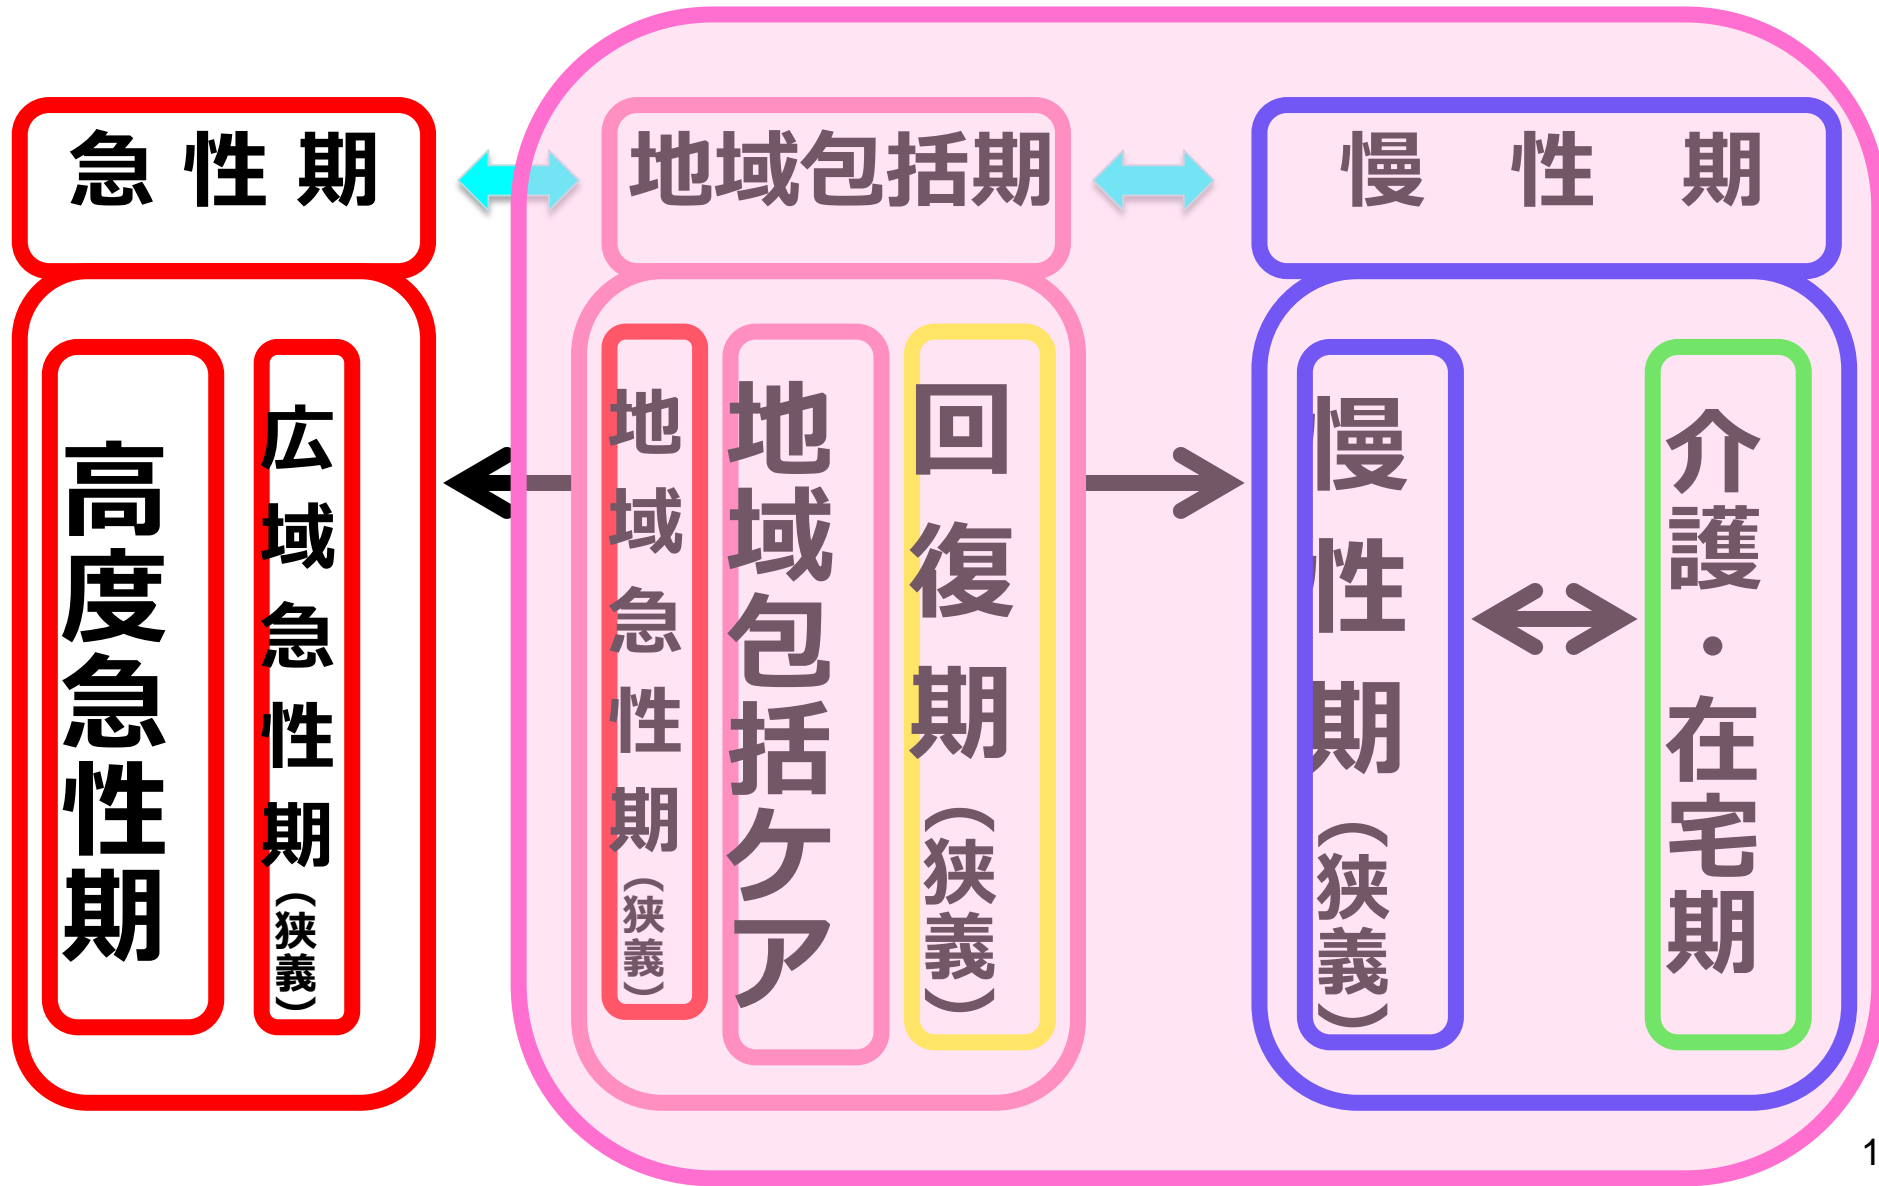 急性期
地域包括期
慢性期
高度急性期
広域急性期（狭義）
地域急性期（狭義）
地域包括ケア
回復期（狭義）
慢性期（狭義）
介護・在宅期
1